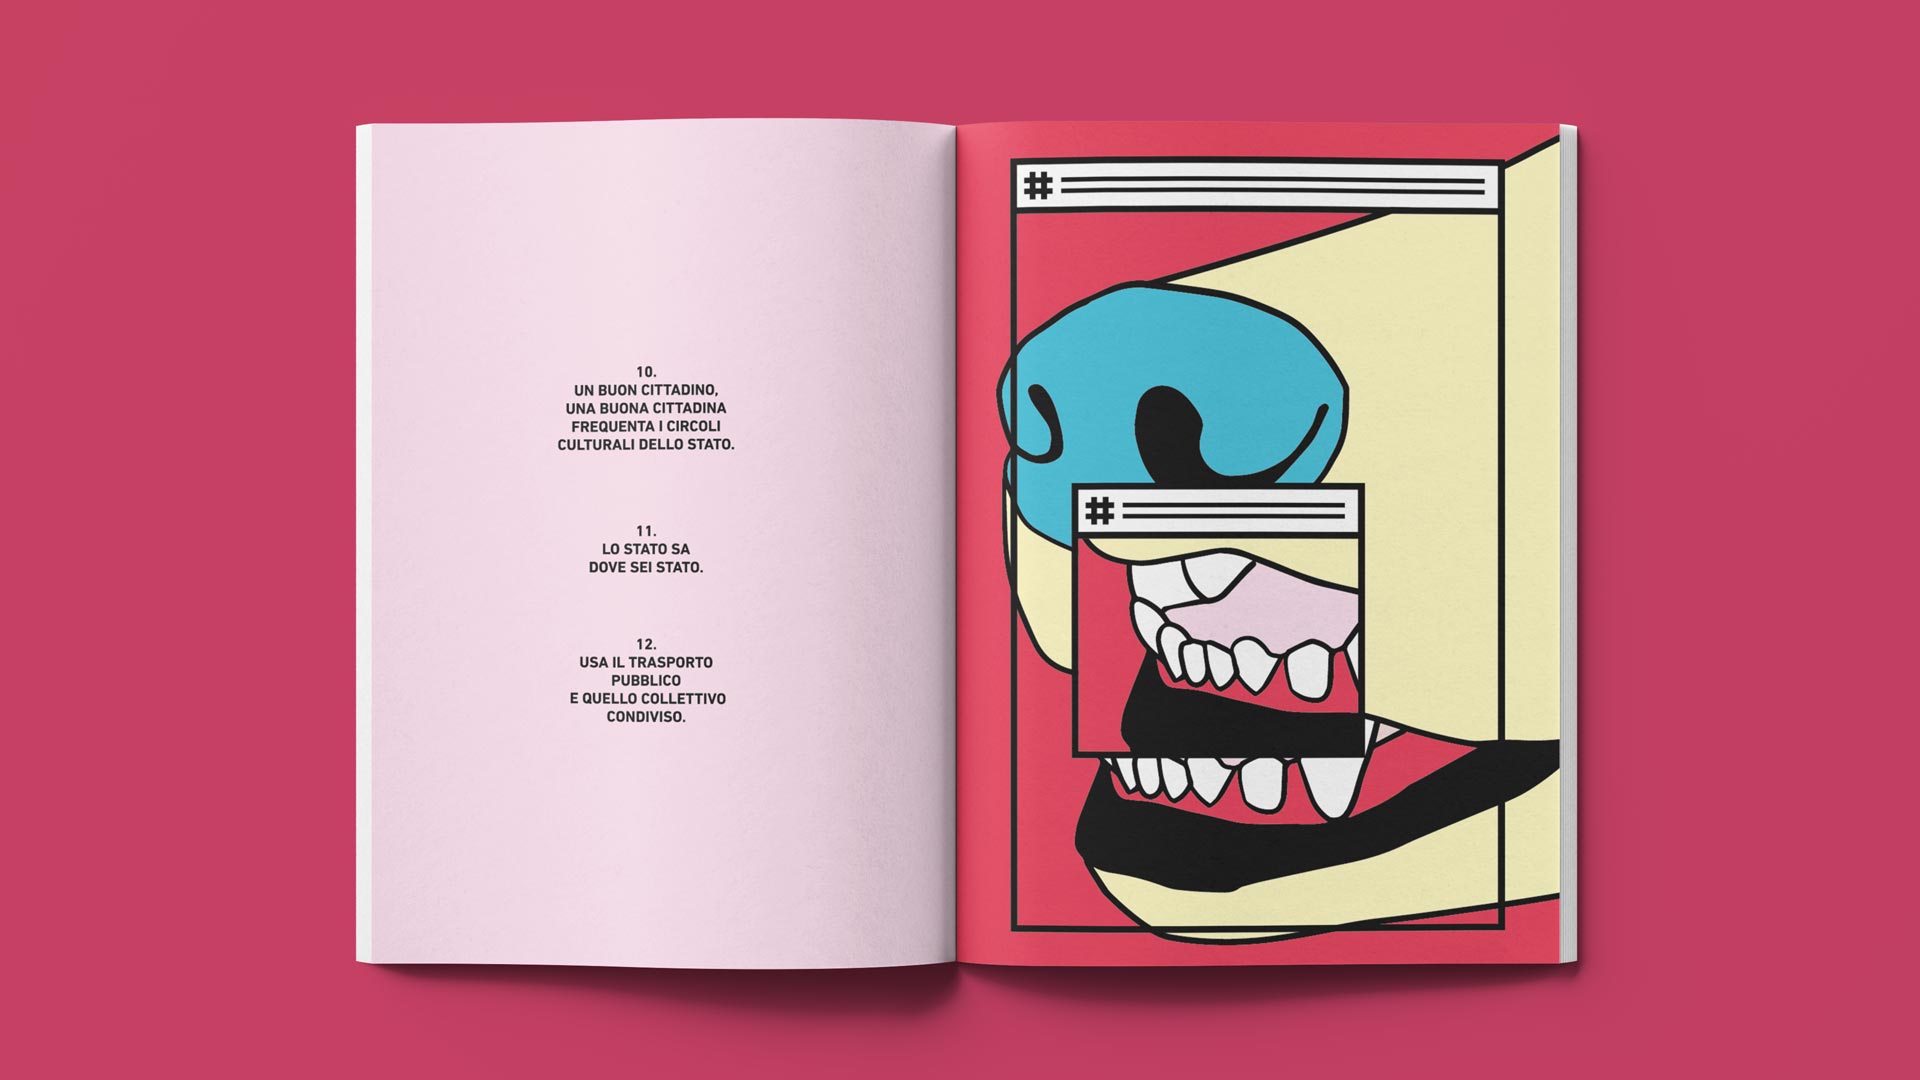 10.
UN BUON CITTADINO,
UNA BUONA CITTADINA
FREQUENTA I CIRCOLI
CULTURALI DELLO STATO.
11.
LO STATO SA
DOVE SEI STATO.
12.
USA IL TRASPORTO
PUBBLICO
E QUELLO COLLETTIVO
CONDIVISO.
#
#